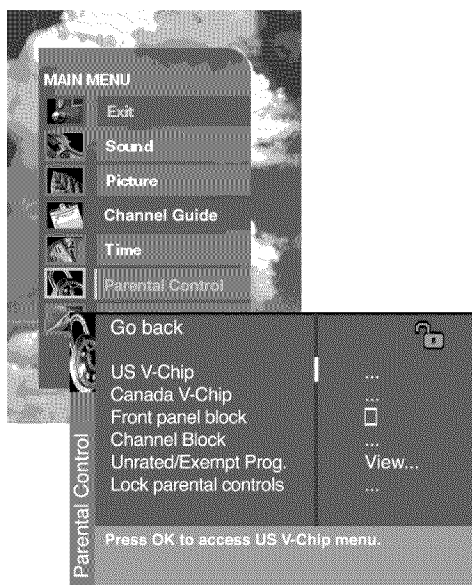 MAIN MENU
Exit
Sound
Picture
Channel Guide
Time
Parental Control
Go back
US V-Chip ...
Canada V-Chip ...
Front panel block
Channel Block ...
Unrated/Exempt Prog. View...
Lock parental controls ...
Parental Control
Press OK to access US V-Chip menu.